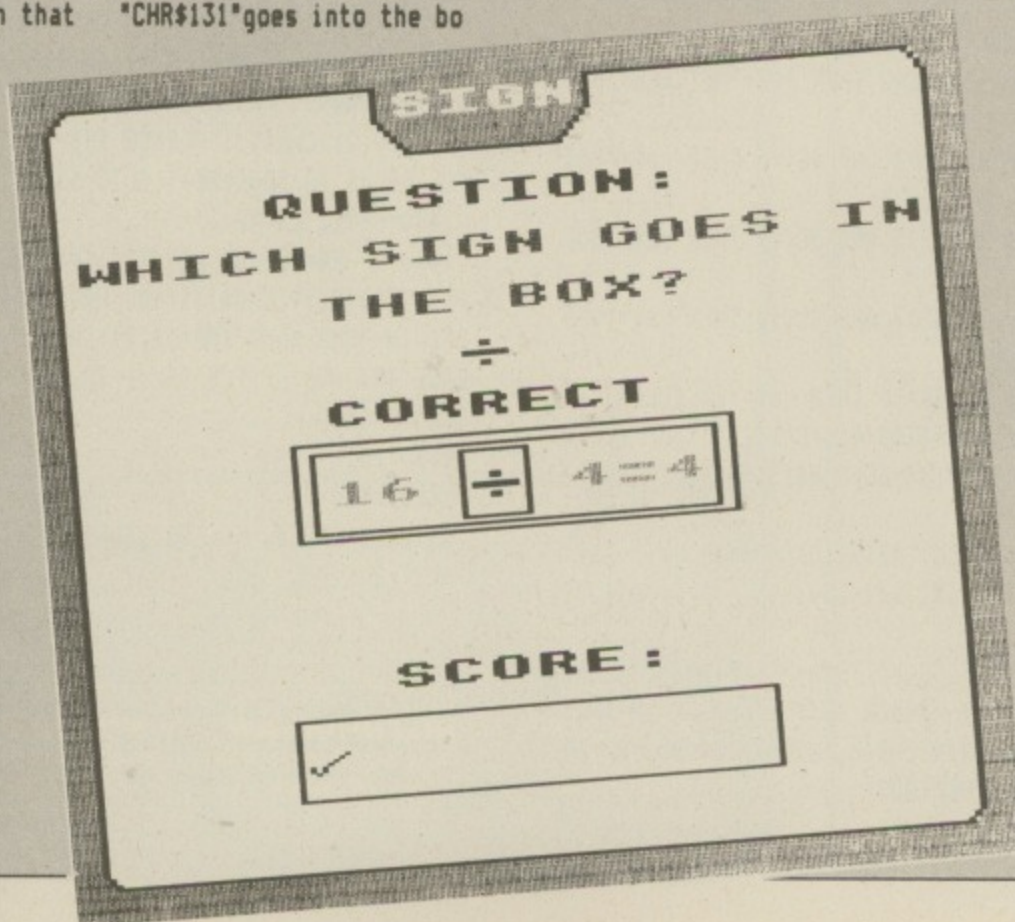 that "CHR$131"goes into the bo
SIGN
QUESTION:
WHICH SIGN GOES IN
THE BOX?
÷
CORRECT
16 ÷ 4=4
SCORE:
✓